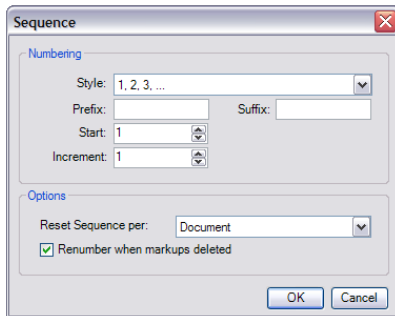 Sequence
Numbering
Style: 1, 2, 3, ...
Prefix: Suffix:
Start: 1
Increment: 1
Options
Reset Sequence per: Document
Renumber when markups deleted
OK Cancel